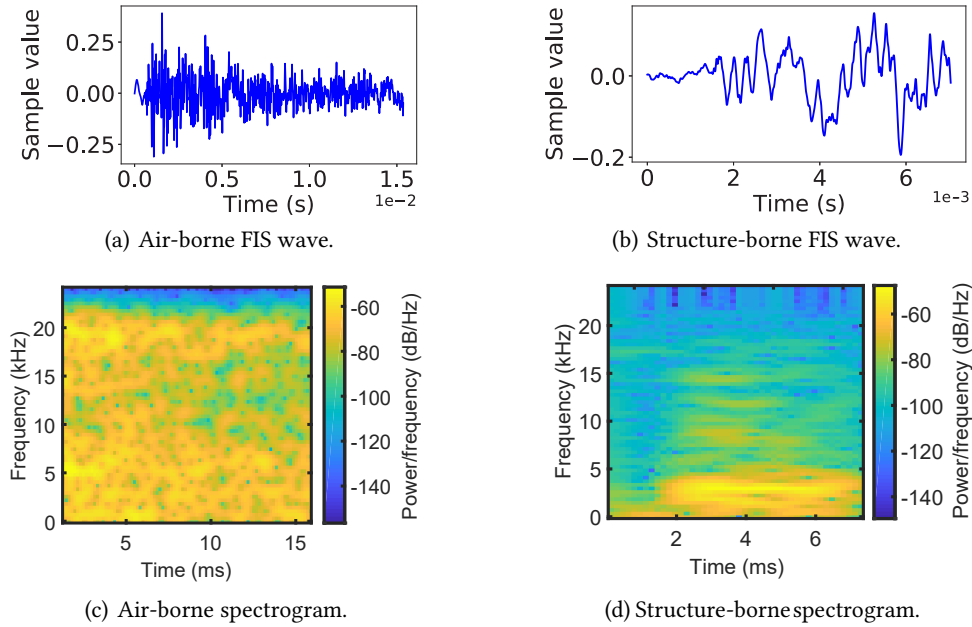 Sample value
0.25
0.00
−0.25
0.0 0.5 1.0 1.5
Time (s)
1e−2
(a) Air-borne FIS wave.
Sample value
0.0
−0.2
0 2 4 6
Time (s)
1e−3
(b) Structure-borne FIS wave.
Frequency (kHz)
20
15
10
5
0
5 10 15
Time (ms)
-60
-80
-100
-120
-140
Power/frequency (dB/Hz)
(c) Air-borne spectrogram.
Frequency (kHz)
20
15
10
5
0
2 4 6
Time (ms)
-60
-80
-100
-120
-140
Power/frequency (dB/Hz)
(d) Structure-borne spectrogram.